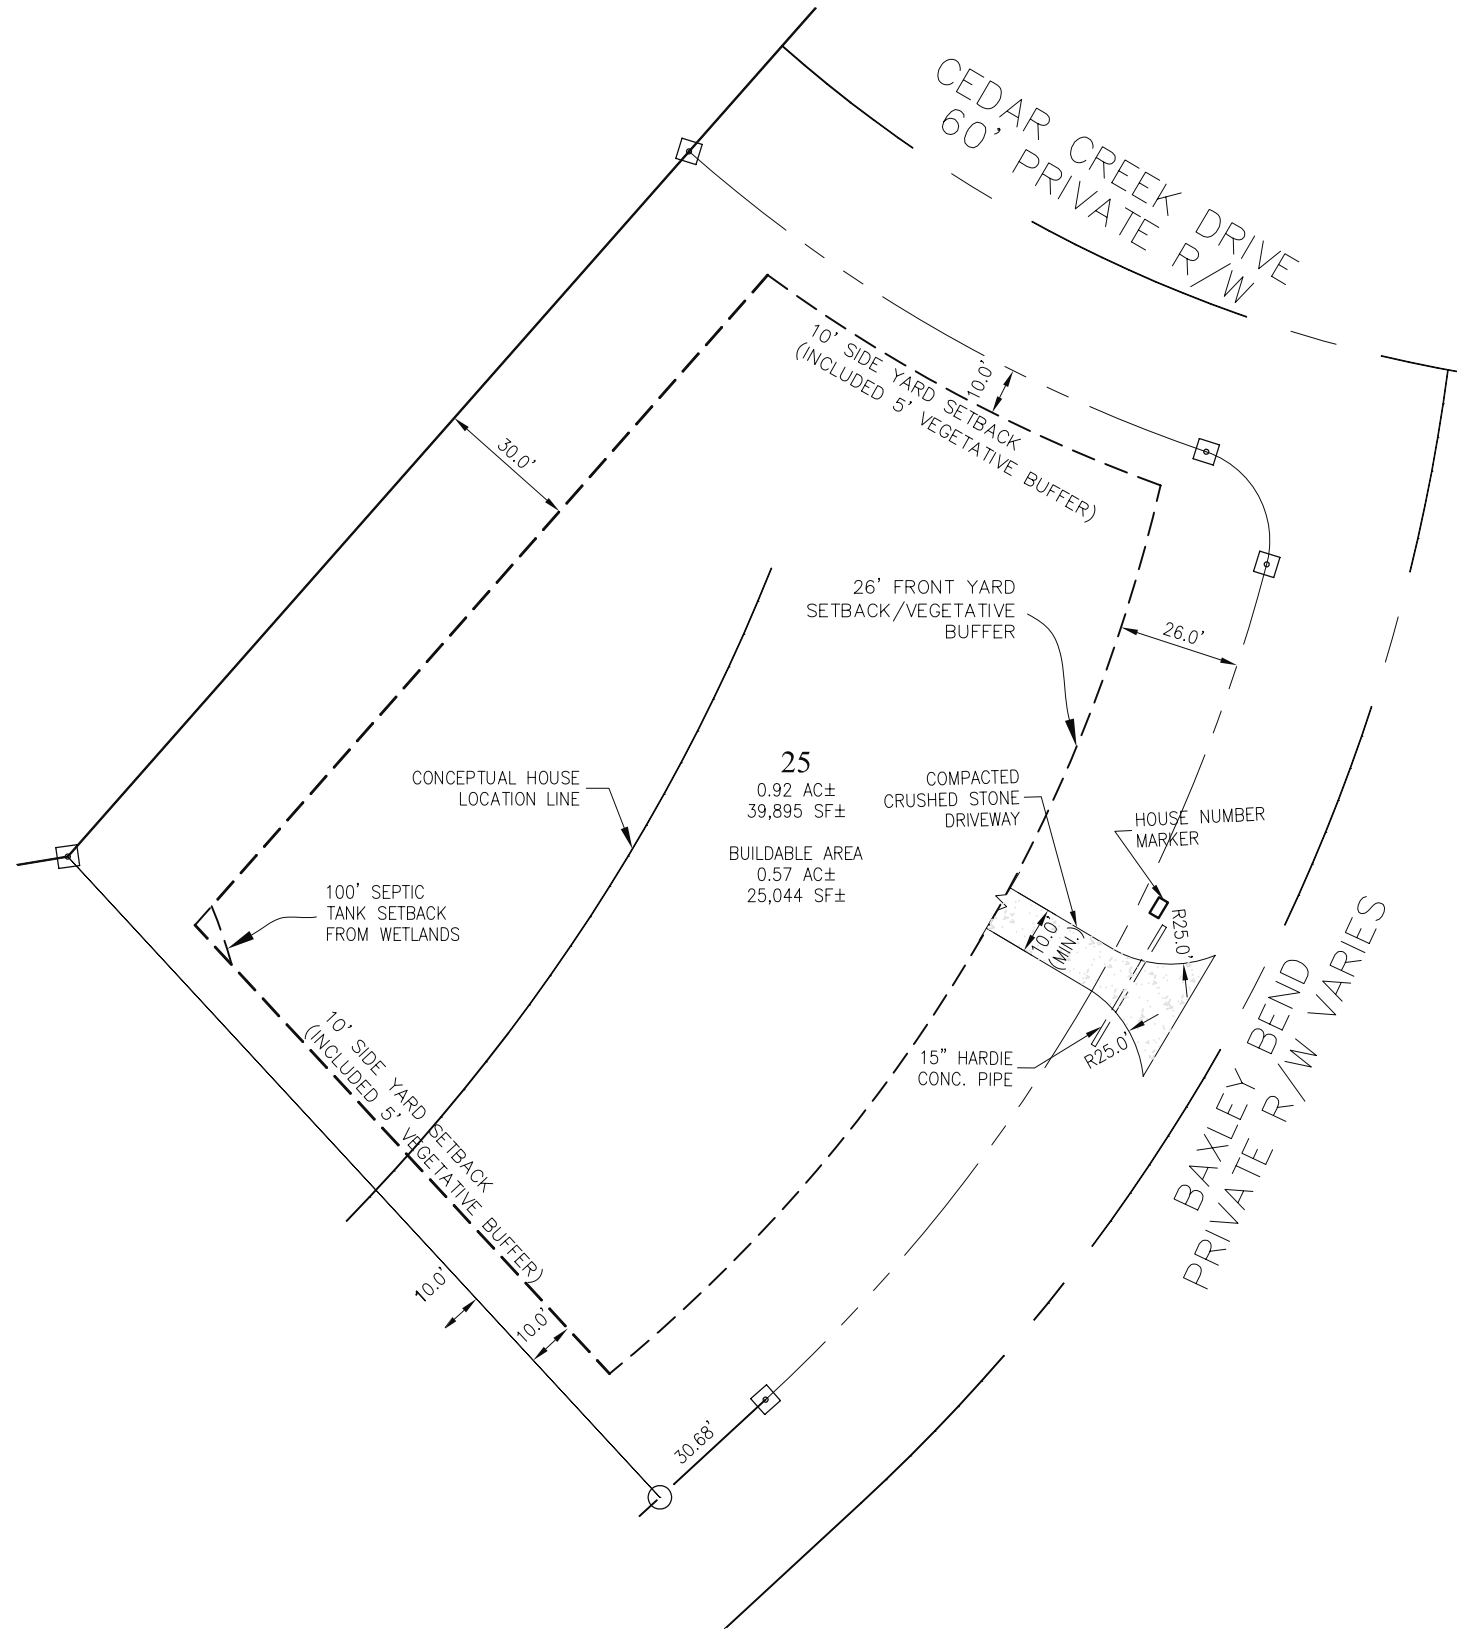 CEDAR CREEK DRIVE
60' PRIVATE R/W
10' SIDE YARD SETBACK
(INCLUDED 5' VEGETATIVE BUFFER)
10.0'
30.0'
26' FRONT YARD
SETBACK/VEGETATIVE
BUFFER
26.0'
25
0.92 AC±
39,895 SF±
BUILDABLE AREA
0.57 AC±
25,044 SF±
CONCEPTUAL HOUSE
LOCATION LINE
COMPACTED
CRUSHED STONE
DRIVEWAY
HOUSE NUMBER
MARKER
100' SEPTIC
TANK SETBACK
FROM WETLANDS
10.0'
(MIN.)
R25.0'
R25.0'
15" HARDIE
CONC. PIPE
BAXLEY BEND
PRIVATE R/W VARIES
10' SIDE YARD SETBACK
(INCLUDED 5' VEGETATIVE BUFFER)
10.0'
10.0'
30.68'